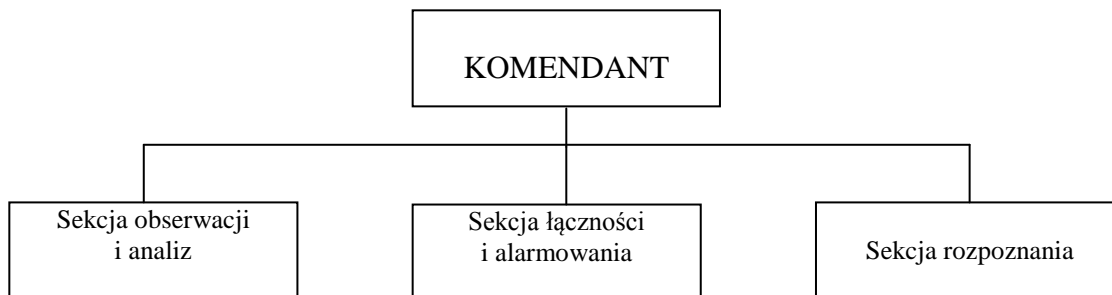 KOMENDANT
Sekcja obserwacji
i analiz
Sekcja łączności
i alarmowania
Sekcja rozpoznania